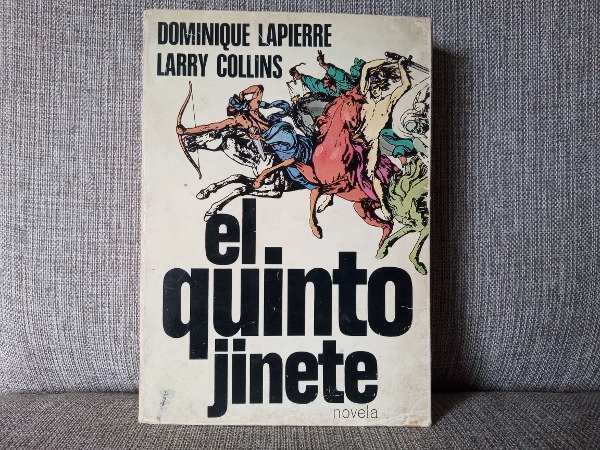 DOMINIQUE LAPIERRE
LARRY COLLINS
el
quinto
jinete
novela